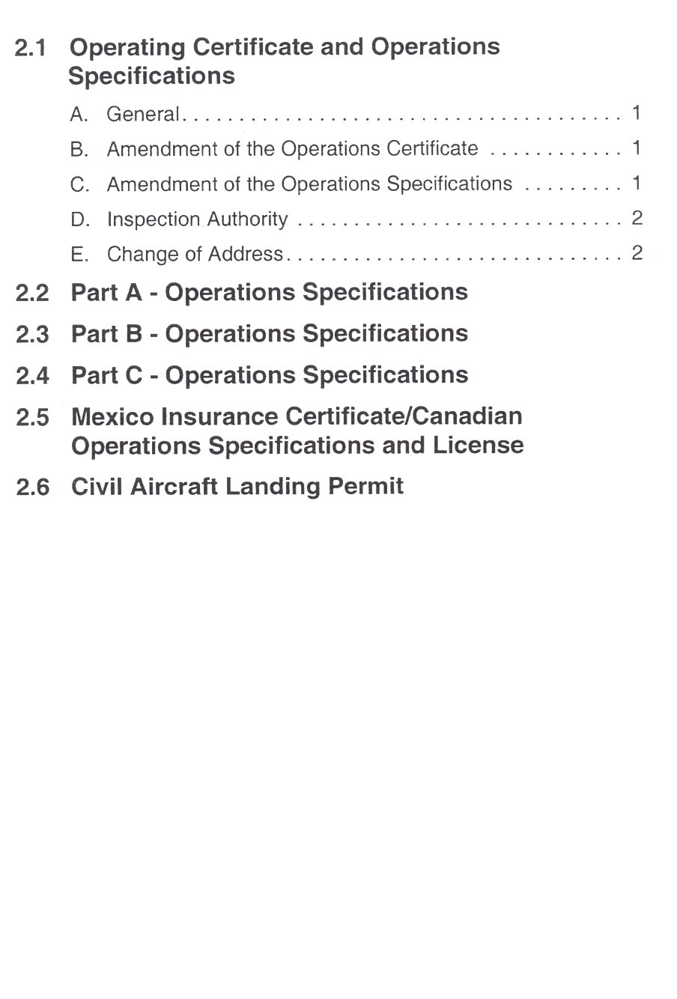 2.1 Operating Certificate and Operations
Specifications
A. General. . . . . . . . . . . . . . . . . . . . . . . . . . . . . . . . . . . . . . . 1
B. Amendment of the Operations Certificate . . . . . . . . . . . . 1
C. Amendment of the Operations Specifications . . . . . . . . . 1
D. Inspection Authority . . . . . . . . . . . . . . . . . . . . . . . . . . . . . 2
E. Change of Address. . . . . . . . . . . . . . . . . . . . . . . . . . . . . . 2
2.2 Part A - Operations Specifications
2.3 Part B - Operations Specifications
2.4 Part C - Operations Specifications
2.5 Mexico Insurance Certificate/Canadian
Operations Specifications and License
2.6 Civil Aircraft Landing Permit